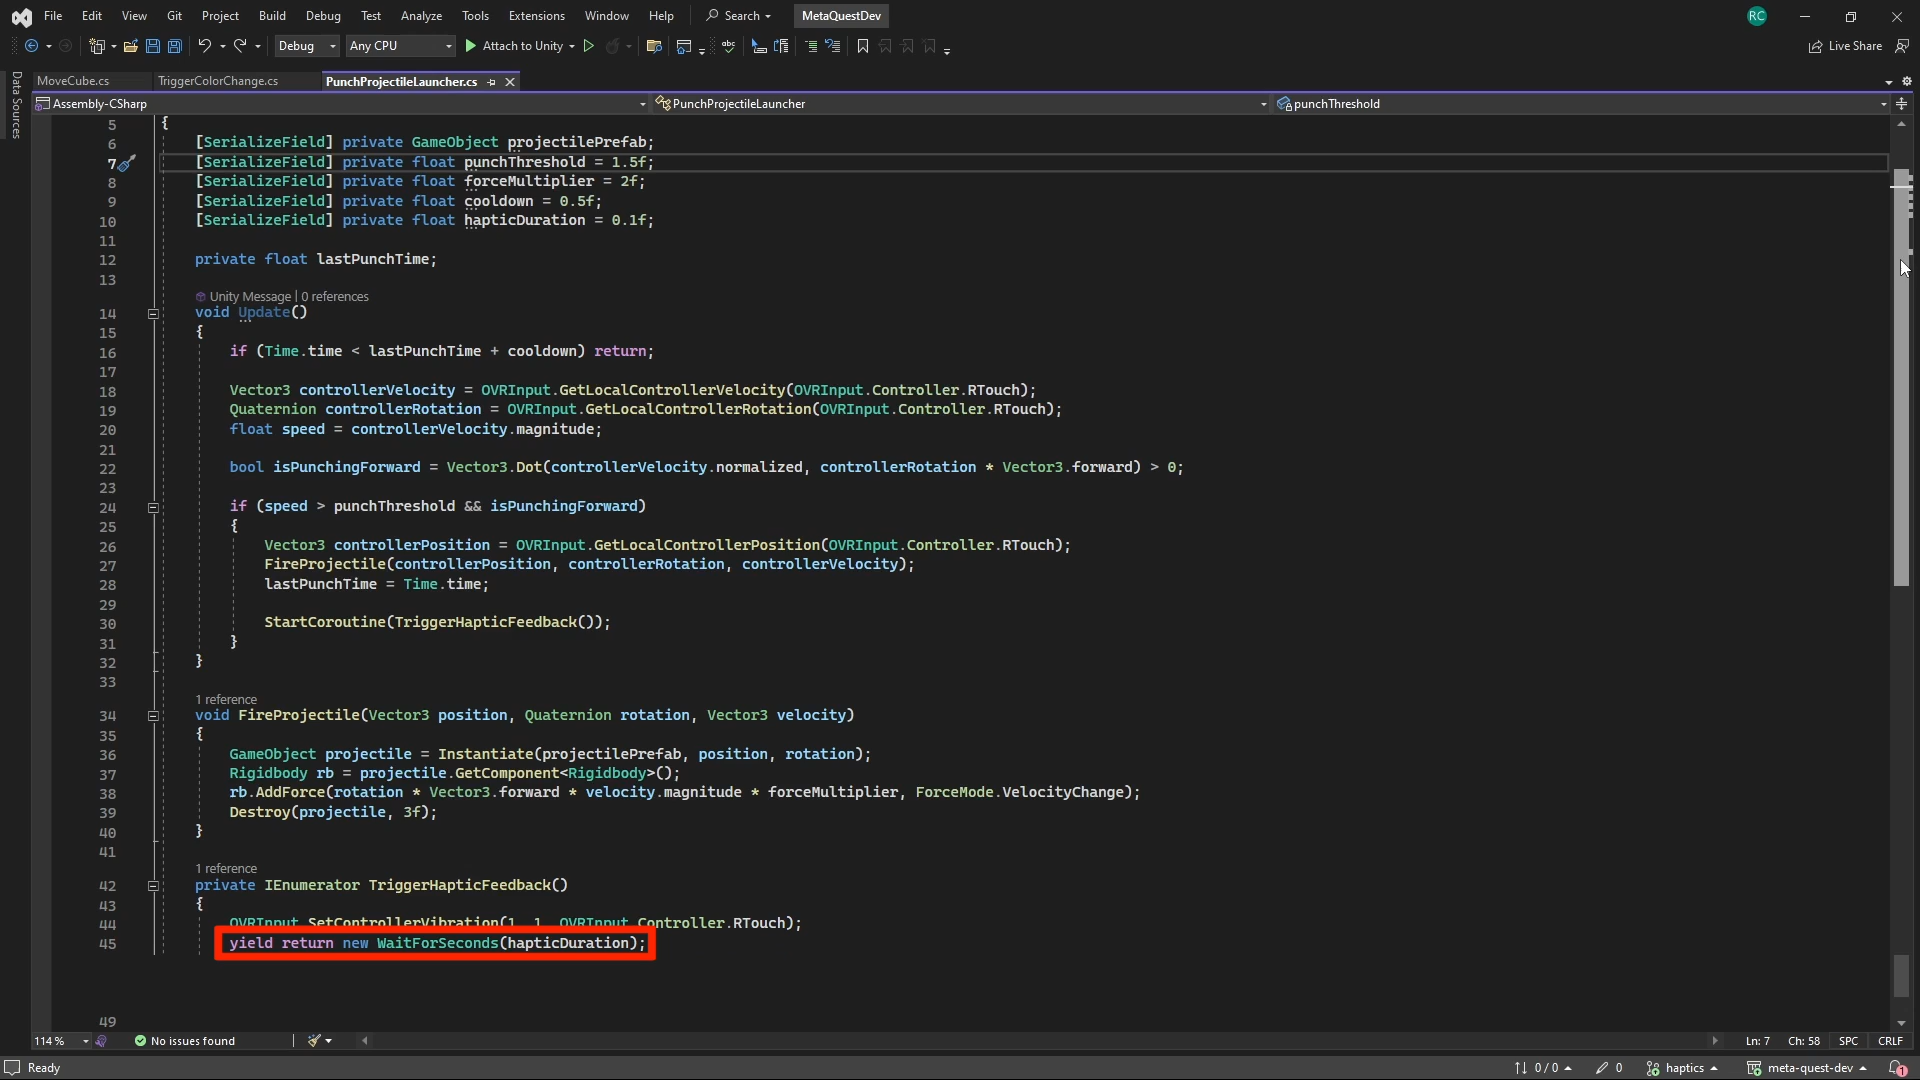 File Edit View Git Project Build Debug Test Analyze Tools Extensions Window Help Search MetaQuestDev RC
Debug Any CPU Attach to Unity Live Share
MoveCube.cs TriggerColorChange.cs PunchProjectileLauncher.cs
Data Sources
Assembly-CSharp PunchProjectileLauncher punchThreshold
5 {
6 [SerializeField] private GameObject projectilePrefab;
7 [SerializeField] private float punchThreshold = 1.5f;
8 [SerializeField] private float forceMultiplier = 2f;
9 [SerializeField] private float cooldown = 0.5f;
10 [SerializeField] private float hapticDuration = 0.1f;
11
12 private float lastPunchTime;
13
Unity Message | 0 references
14 void Update()
15 {
16 if (Time.time < lastPunchTime + cooldown) return;
17
18 Vector3 controllerVelocity = OVRInput.GetLocalControllerVelocity(OVRInput.Controller.RTouch);
19 Quaternion controllerRotation = OVRInput.GetLocalControllerRotation(OVRInput.Controller.RTouch);
20 float speed = controllerVelocity.magnitude;
21
22 bool isPunchingForward = Vector3.Dot(controllerVelocity.normalized, controllerRotation * Vector3.forward) > 0;
23
24 if (speed > punchThreshold && isPunchingForward)
25 {
26 Vector3 controllerPosition = OVRInput.GetLocalControllerPosition(OVRInput.Controller.RTouch);
27 FireProjectile(controllerPosition, controllerRotation, controllerVelocity);
28 lastPunchTime = Time.time;
29
30 StartCoroutine(TriggerHapticFeedback());
31 }
32 }
33
1 reference
34 void FireProjectile(Vector3 position, Quaternion rotation, Vector3 velocity)
35 {
36 GameObject projectile = Instantiate(projectilePrefab, position, rotation);
37 Rigidbody rb = projectile.GetComponent<Rigidbody>();
38 rb.AddForce(rotation * Vector3.forward * velocity.magnitude * forceMultiplier, ForceMode.VelocityChange);
39 Destroy(projectile, 3f);
40 }
41
1 reference
42 private IEnumerator TriggerHapticFeedback()
43 {
44 OVRInput.SetControllerVibration(1, 1, OVRInput.Controller.RTouch);
45 yield return new WaitForSeconds(hapticDuration);
49
114 % No issues found Ln: 7 Ch: 58 SPC CRLF
Ready 0 / 0 0 haptics meta-quest-dev 1